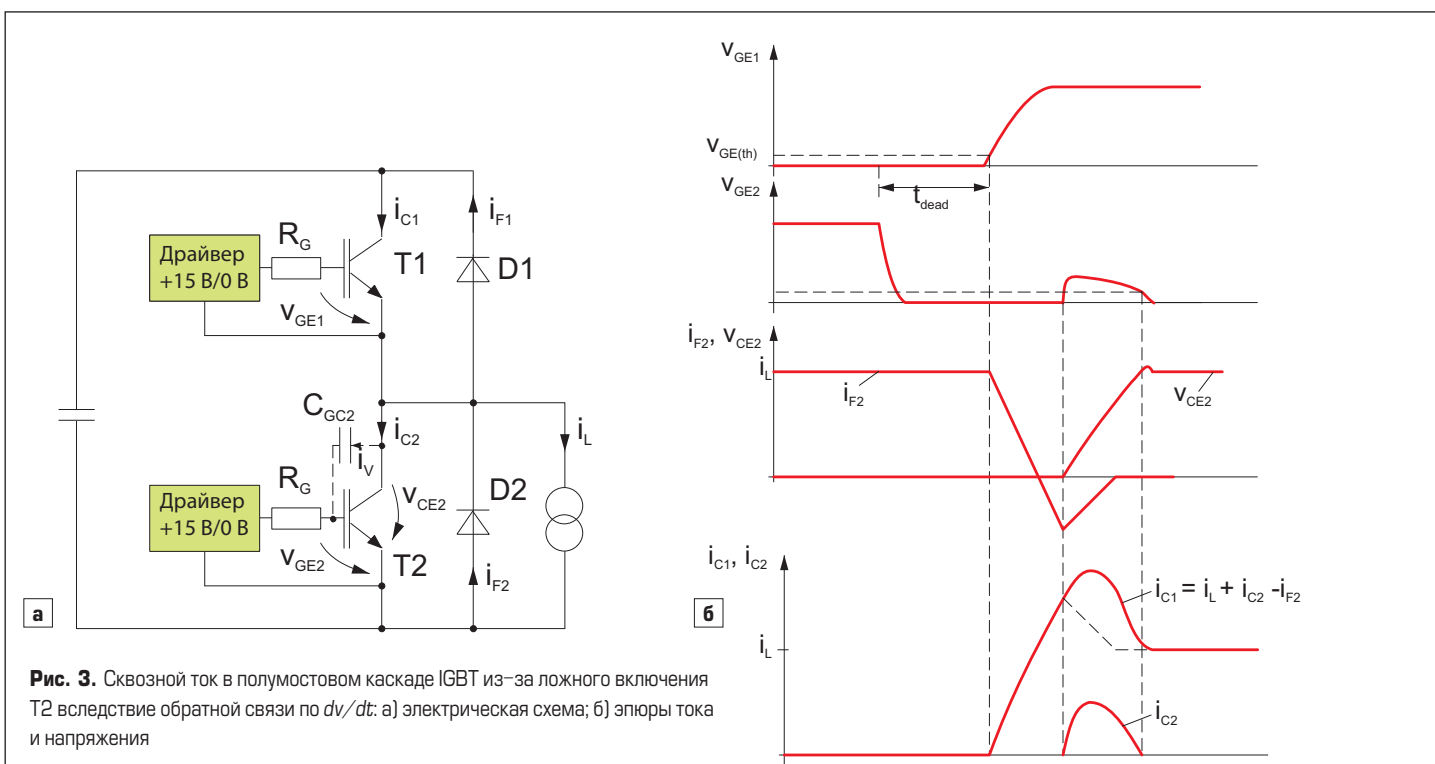 Драйвер
+15 В/0 В
R_G
v_GE1
i_C1
T1
i_F1
D1
C_GC2
i_V
i_C2
Драйвер
+15 В/0 В
R_G
v_GE2
v_CE2
T2
D2
i_F2
i_L
а
Рис. 3. Сквозной ток в полумостовом каскаде IGBT из-за ложного включения
T2 вследствие обратной связи по dv/dt: а) электрическая схема; б) эпюры тока
и напряжения
v_GE1
v_GE(th)
v_GE2
t_dead
i_F2, v_CE2
i_L
i_F2
v_CE2
i_C1, i_C2
б
i_C1 = i_L + i_C2 -i_F2
i_L
i_C2